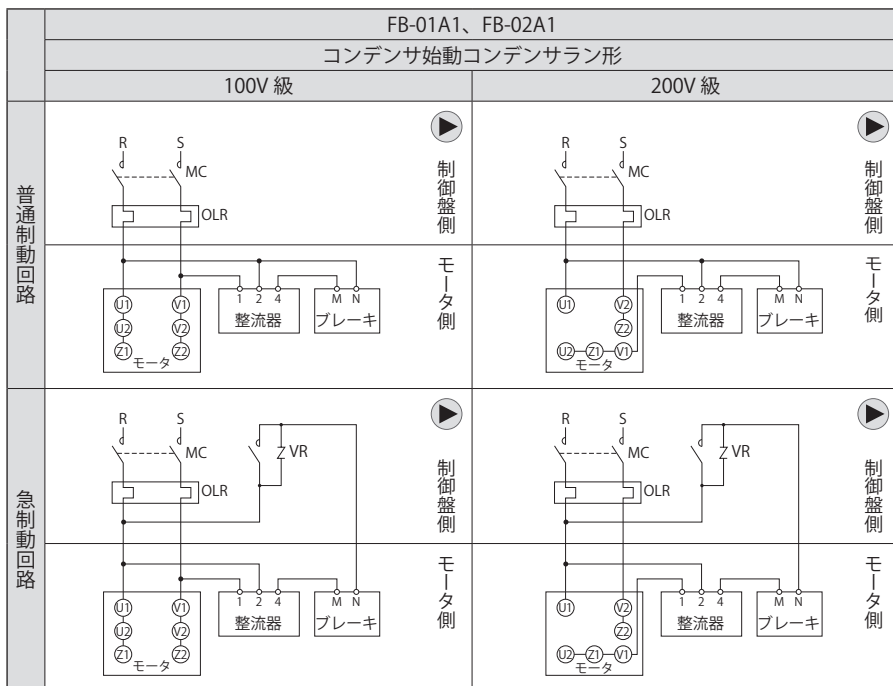 FB-01A1、FB-02A1
コンデンサ始動コンデンサラン形
100V 級
200V 級
普通制動回路
R S
MC
OLR
制御盤側
モータ側
U1 V1
U2 V2
Z1 Z2
モータ
1 2 4
整流器
M N
ブレーキ
R S
MC
OLR
制御盤側
モータ側
U1 V2
Z2
U2 Z1 V1
モータ
1 2 4
整流器
M N
ブレーキ
急制動回路
R S
MC
VR
OLR
制御盤側
モータ側
U1 V1
U2 V2
Z1 Z2
モータ
1 2 4
整流器
M N
ブレーキ
R S
MC
VR
OLR
制御盤側
モータ側
U1 V2
Z2
U2 Z1 V1
モータ
1 2 4
整流器
M N
ブレーキ